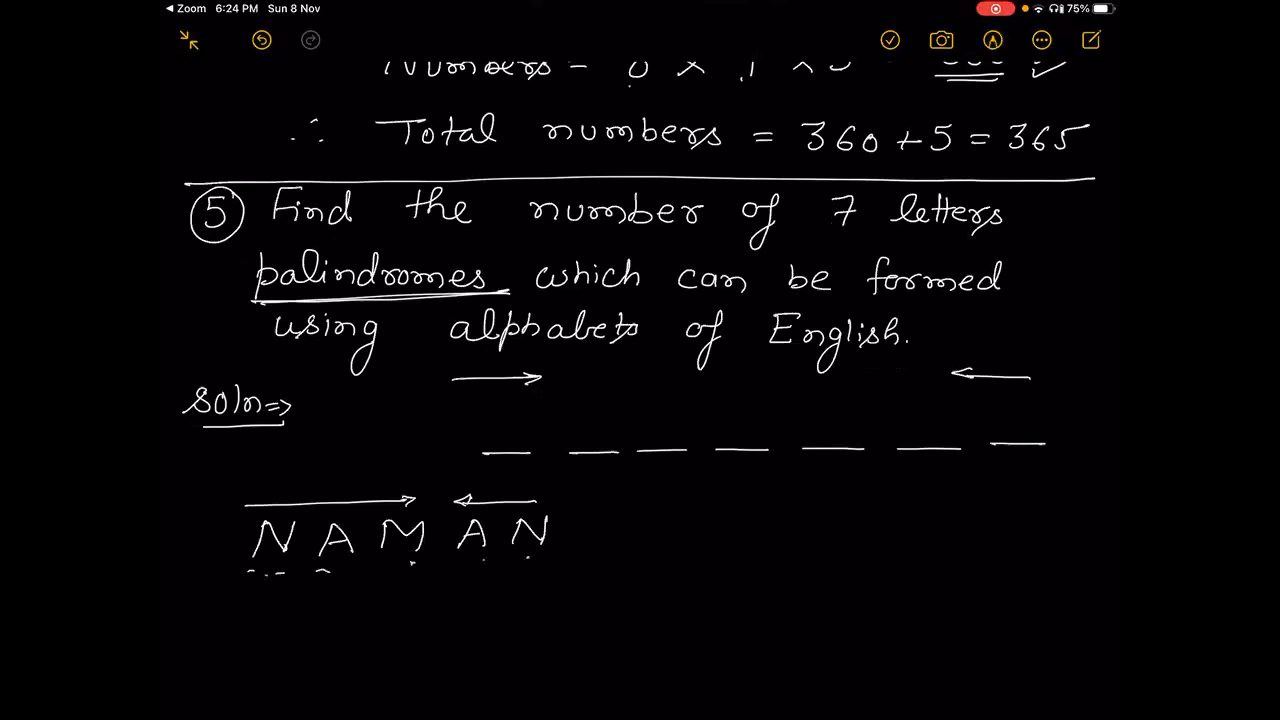 Zoom 6:24 PM Sun 8 Nov 75%
Numbers =
∴ Total numbers = 360 + 5 = 365
⑤ Find the number of 7 letters
palindromes which can be formed
using alphabets of English.
Soln ⇒
N A M A N